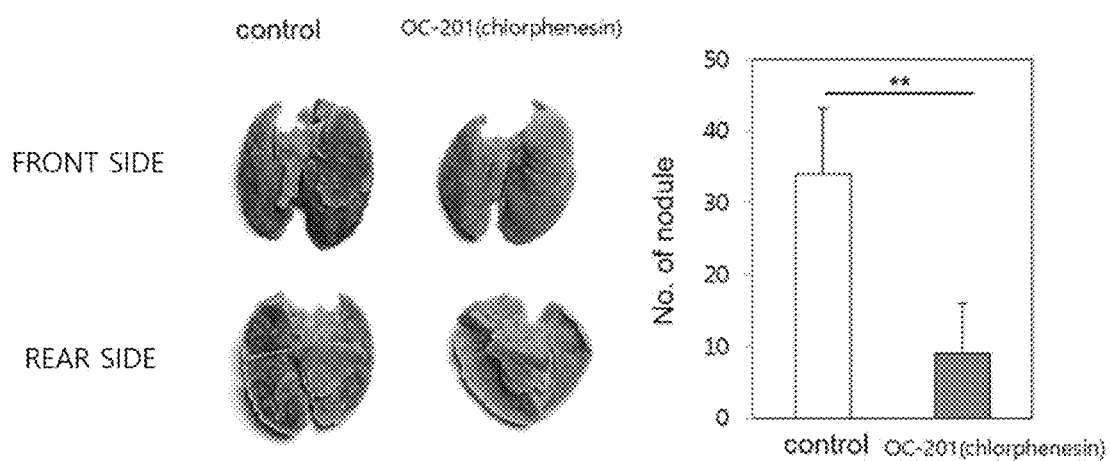 control OC-201(chlorphenesin)
FRONT SIDE
REAR SIDE
50
40
30
20
10
0
No. of nodule
**
control OC-201(chlorphenesin)